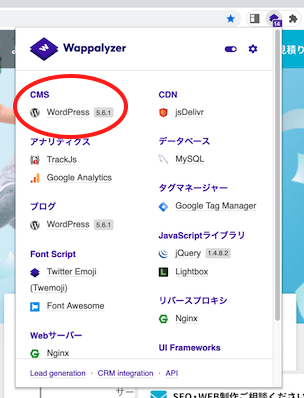 14
Wappalyzer
見積り
CMS
WordPress 5.6.1
アナリティクス
TrackJs
Google Analytics
ブログ
WordPress 5.6.1
Font Script
Twitter Emoji
(Twemoji)
Font Awesome
Webサーバー
Nginx
CDN
jsDelivr
データベース
MySQL
タグマネージャー
Google Tag Manager
JavaScriptライブラリ
jQuery 1.4.8.2
Lightbox
リバースプロキシ
Nginx
UI Frameworks
Lead generation · CRM integration · API
サー
SEO・WEB制作ご相談ください